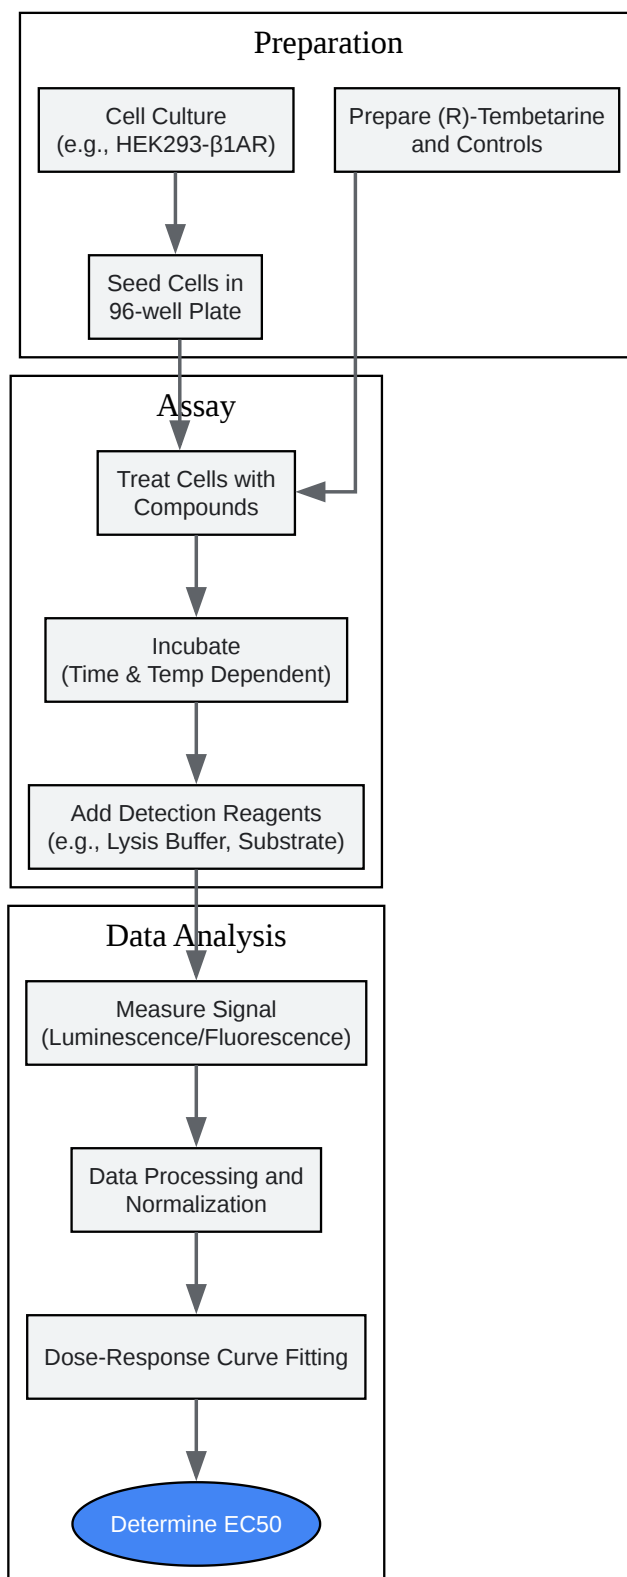 Preparation
Cell Culture
(e.g., HEK293-β1AR)
Prepare (R)-Tembetarine
and Controls
Seed Cells in
96-well Plate
Assay
Treat Cells with
Compounds
Incubate
(Time & Temp Dependent)
Add Detection Reagents
(e.g., Lysis Buffer, Substrate)
Data Analysis
Measure Signal
(Luminescence/Fluorescence)
Data Processing and
Normalization
Dose-Response Curve Fitting
Determine EC50